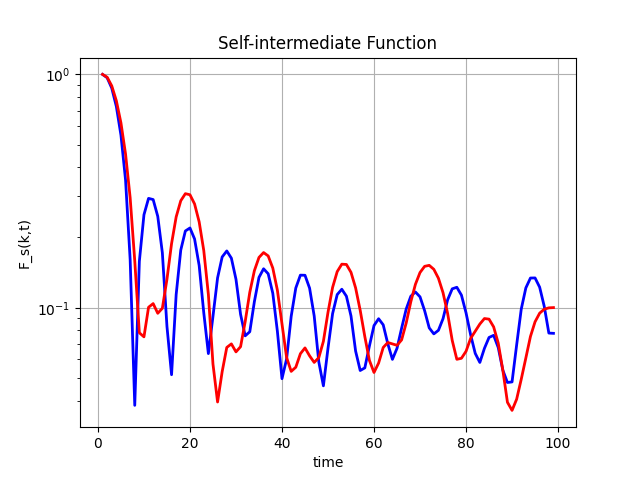 Self-intermediate Function
10⁰
10⁻¹
F_s(k,t)
0 20 40 60 80 100
time